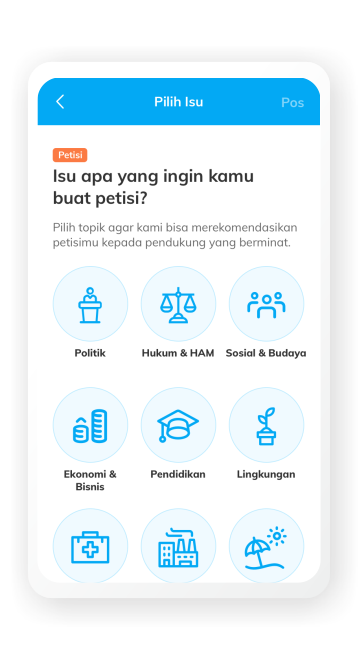 Pilih Isu
Pos
Petisi
Isu apa yang ingin kamu
buat petisi?
Pilih topik agar kami bisa merekomendasikan
petisimu kepada pendukung yang berminat.
Politik
Hukum & HAM
Sosial & Budaya
Ekonomi &
Bisnis
Pendidikan
Lingkungan